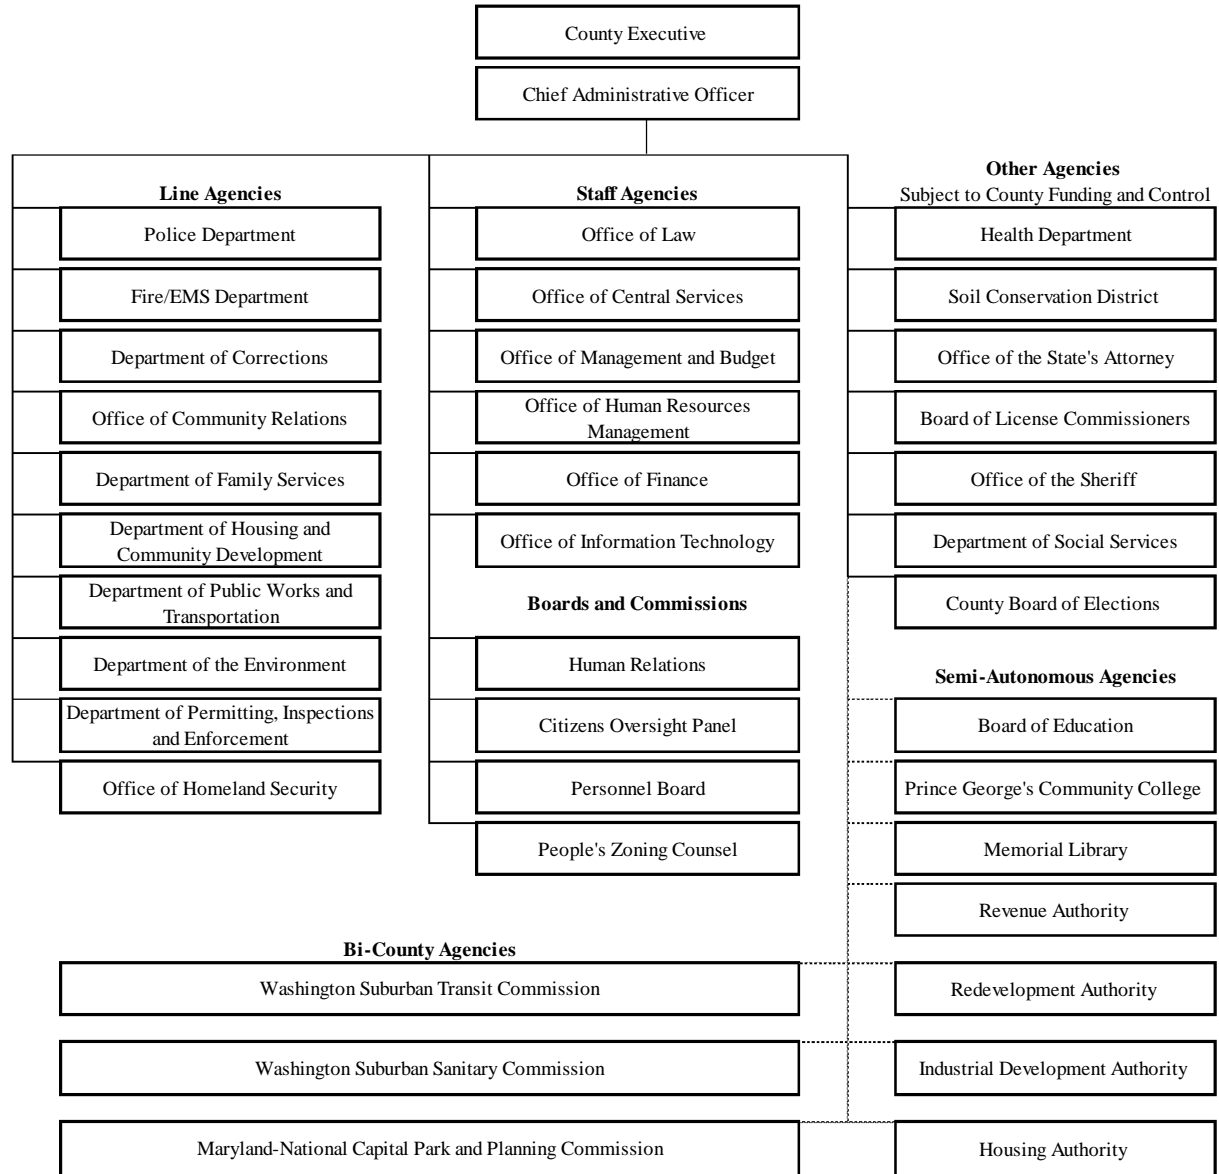 County Executive
Chief Administrative Officer
Line Agencies
Police Department
Fire/EMS Department
Department of Corrections
Office of Community Relations
Department of Family Services
Department of Housing and
Community Development
Department of Public Works and
Transportation
Department of the Environment
Department of Permitting, Inspections
and Enforcement
Office of Homeland Security
Staff Agencies
Office of Law
Office of Central Services
Office of Management and Budget
Office of Human Resources
Management
Office of Finance
Office of Information Technology
Boards and Commissions
Human Relations
Citizens Oversight Panel
Personnel Board
People's Zoning Counsel
Other Agencies
Subject to County Funding and Control
Health Department
Soil Conservation District
Office of the State's Attorney
Board of License Commissioners
Office of the Sheriff
Department of Social Services
County Board of Elections
Semi-Autonomous Agencies
Board of Education
Prince George's Community College
Memorial Library
Revenue Authority
Redevelopment Authority
Industrial Development Authority
Housing Authority
Bi-County Agencies
Washington Suburban Transit Commission
Washington Suburban Sanitary Commission
Maryland-National Capital Park and Planning Commission